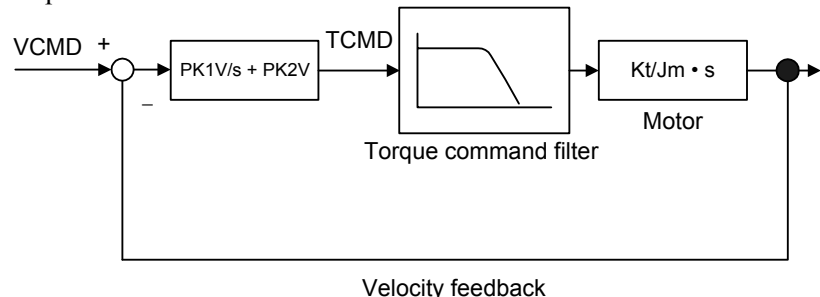 VCMD
+
PK1V/s + PK2V
TCMD
Kt/Jm • s
−
Motor
Torque command filter
Velocity feedback